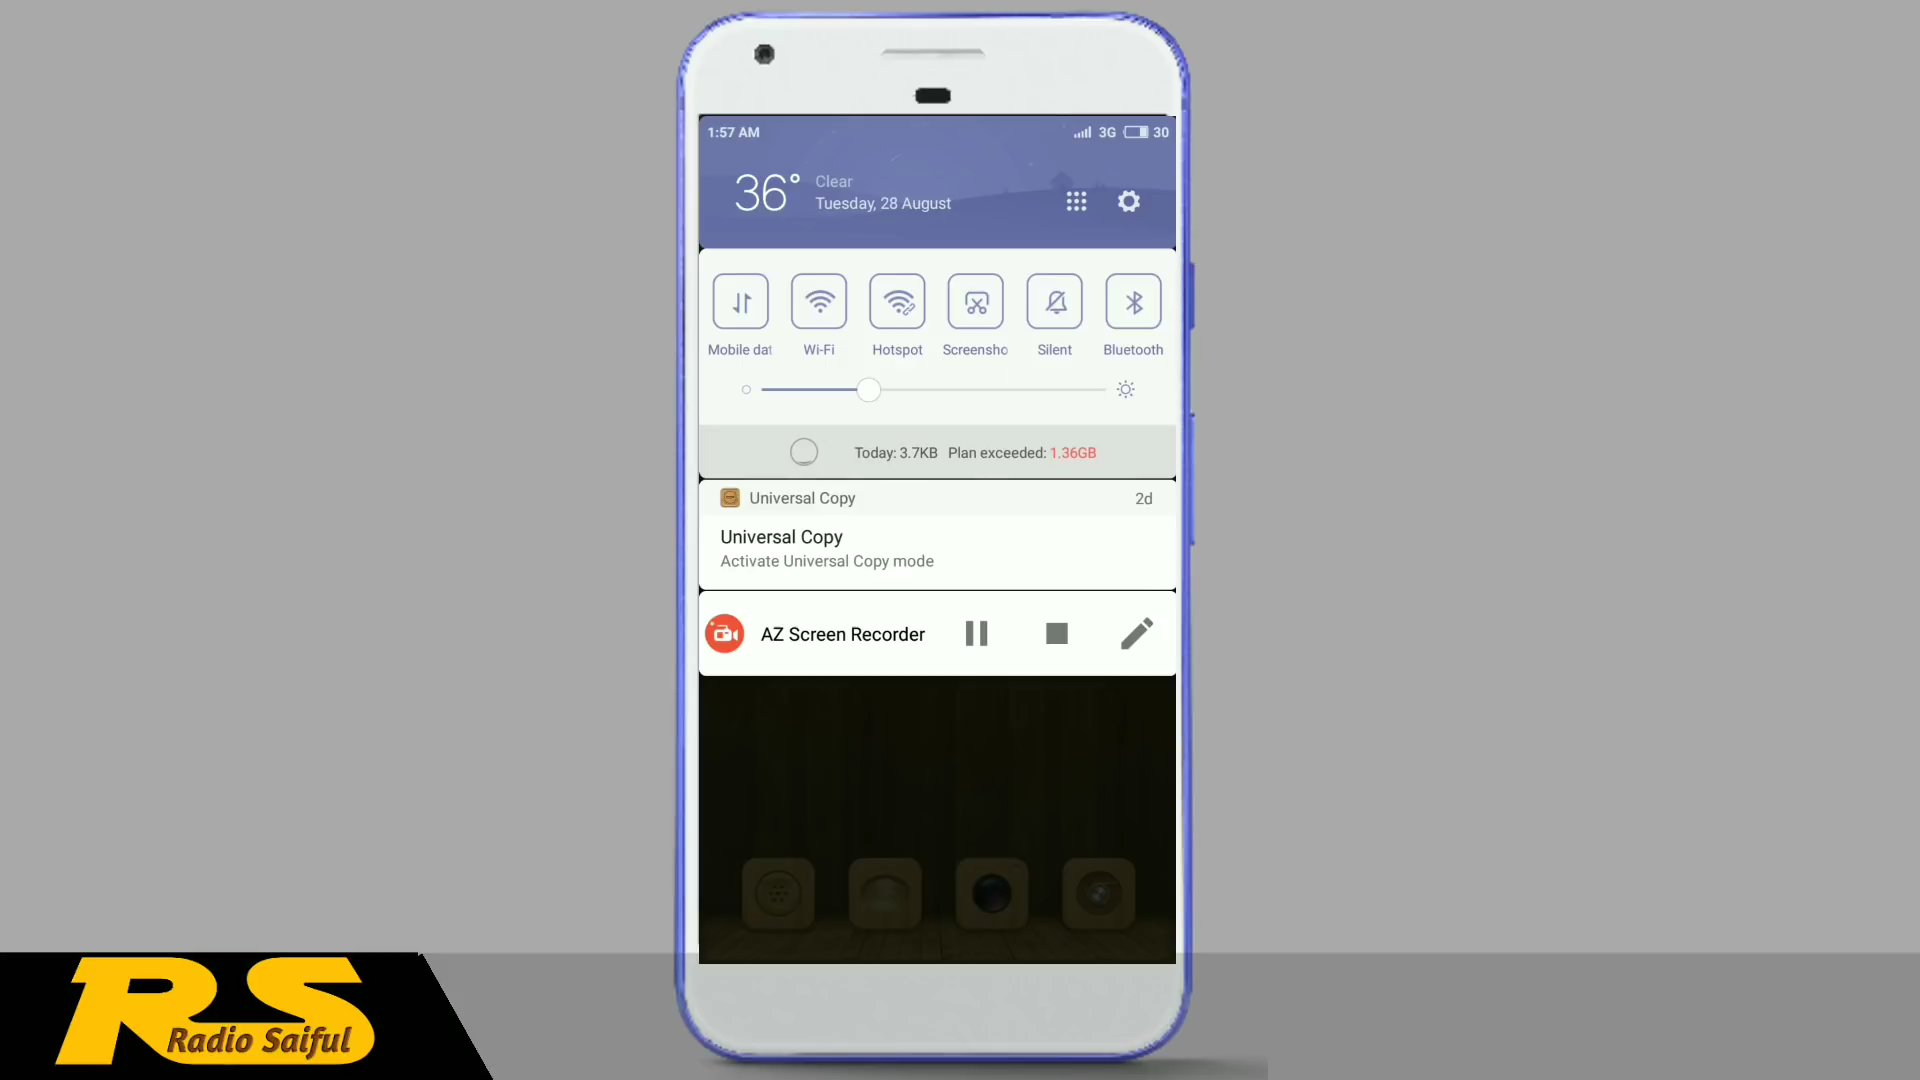 1:57 AM
3G 30
36°
Clear
Tuesday, 28 August
Mobile dat
Wi-Fi
Hotspot
Screensho
Silent
Bluetooth
Today: 3.7KB Plan exceeded: 1.36GB
Universal Copy 2d
Universal Copy
Activate Universal Copy mode
AZ Screen Recorder
RS
Radio Saiful